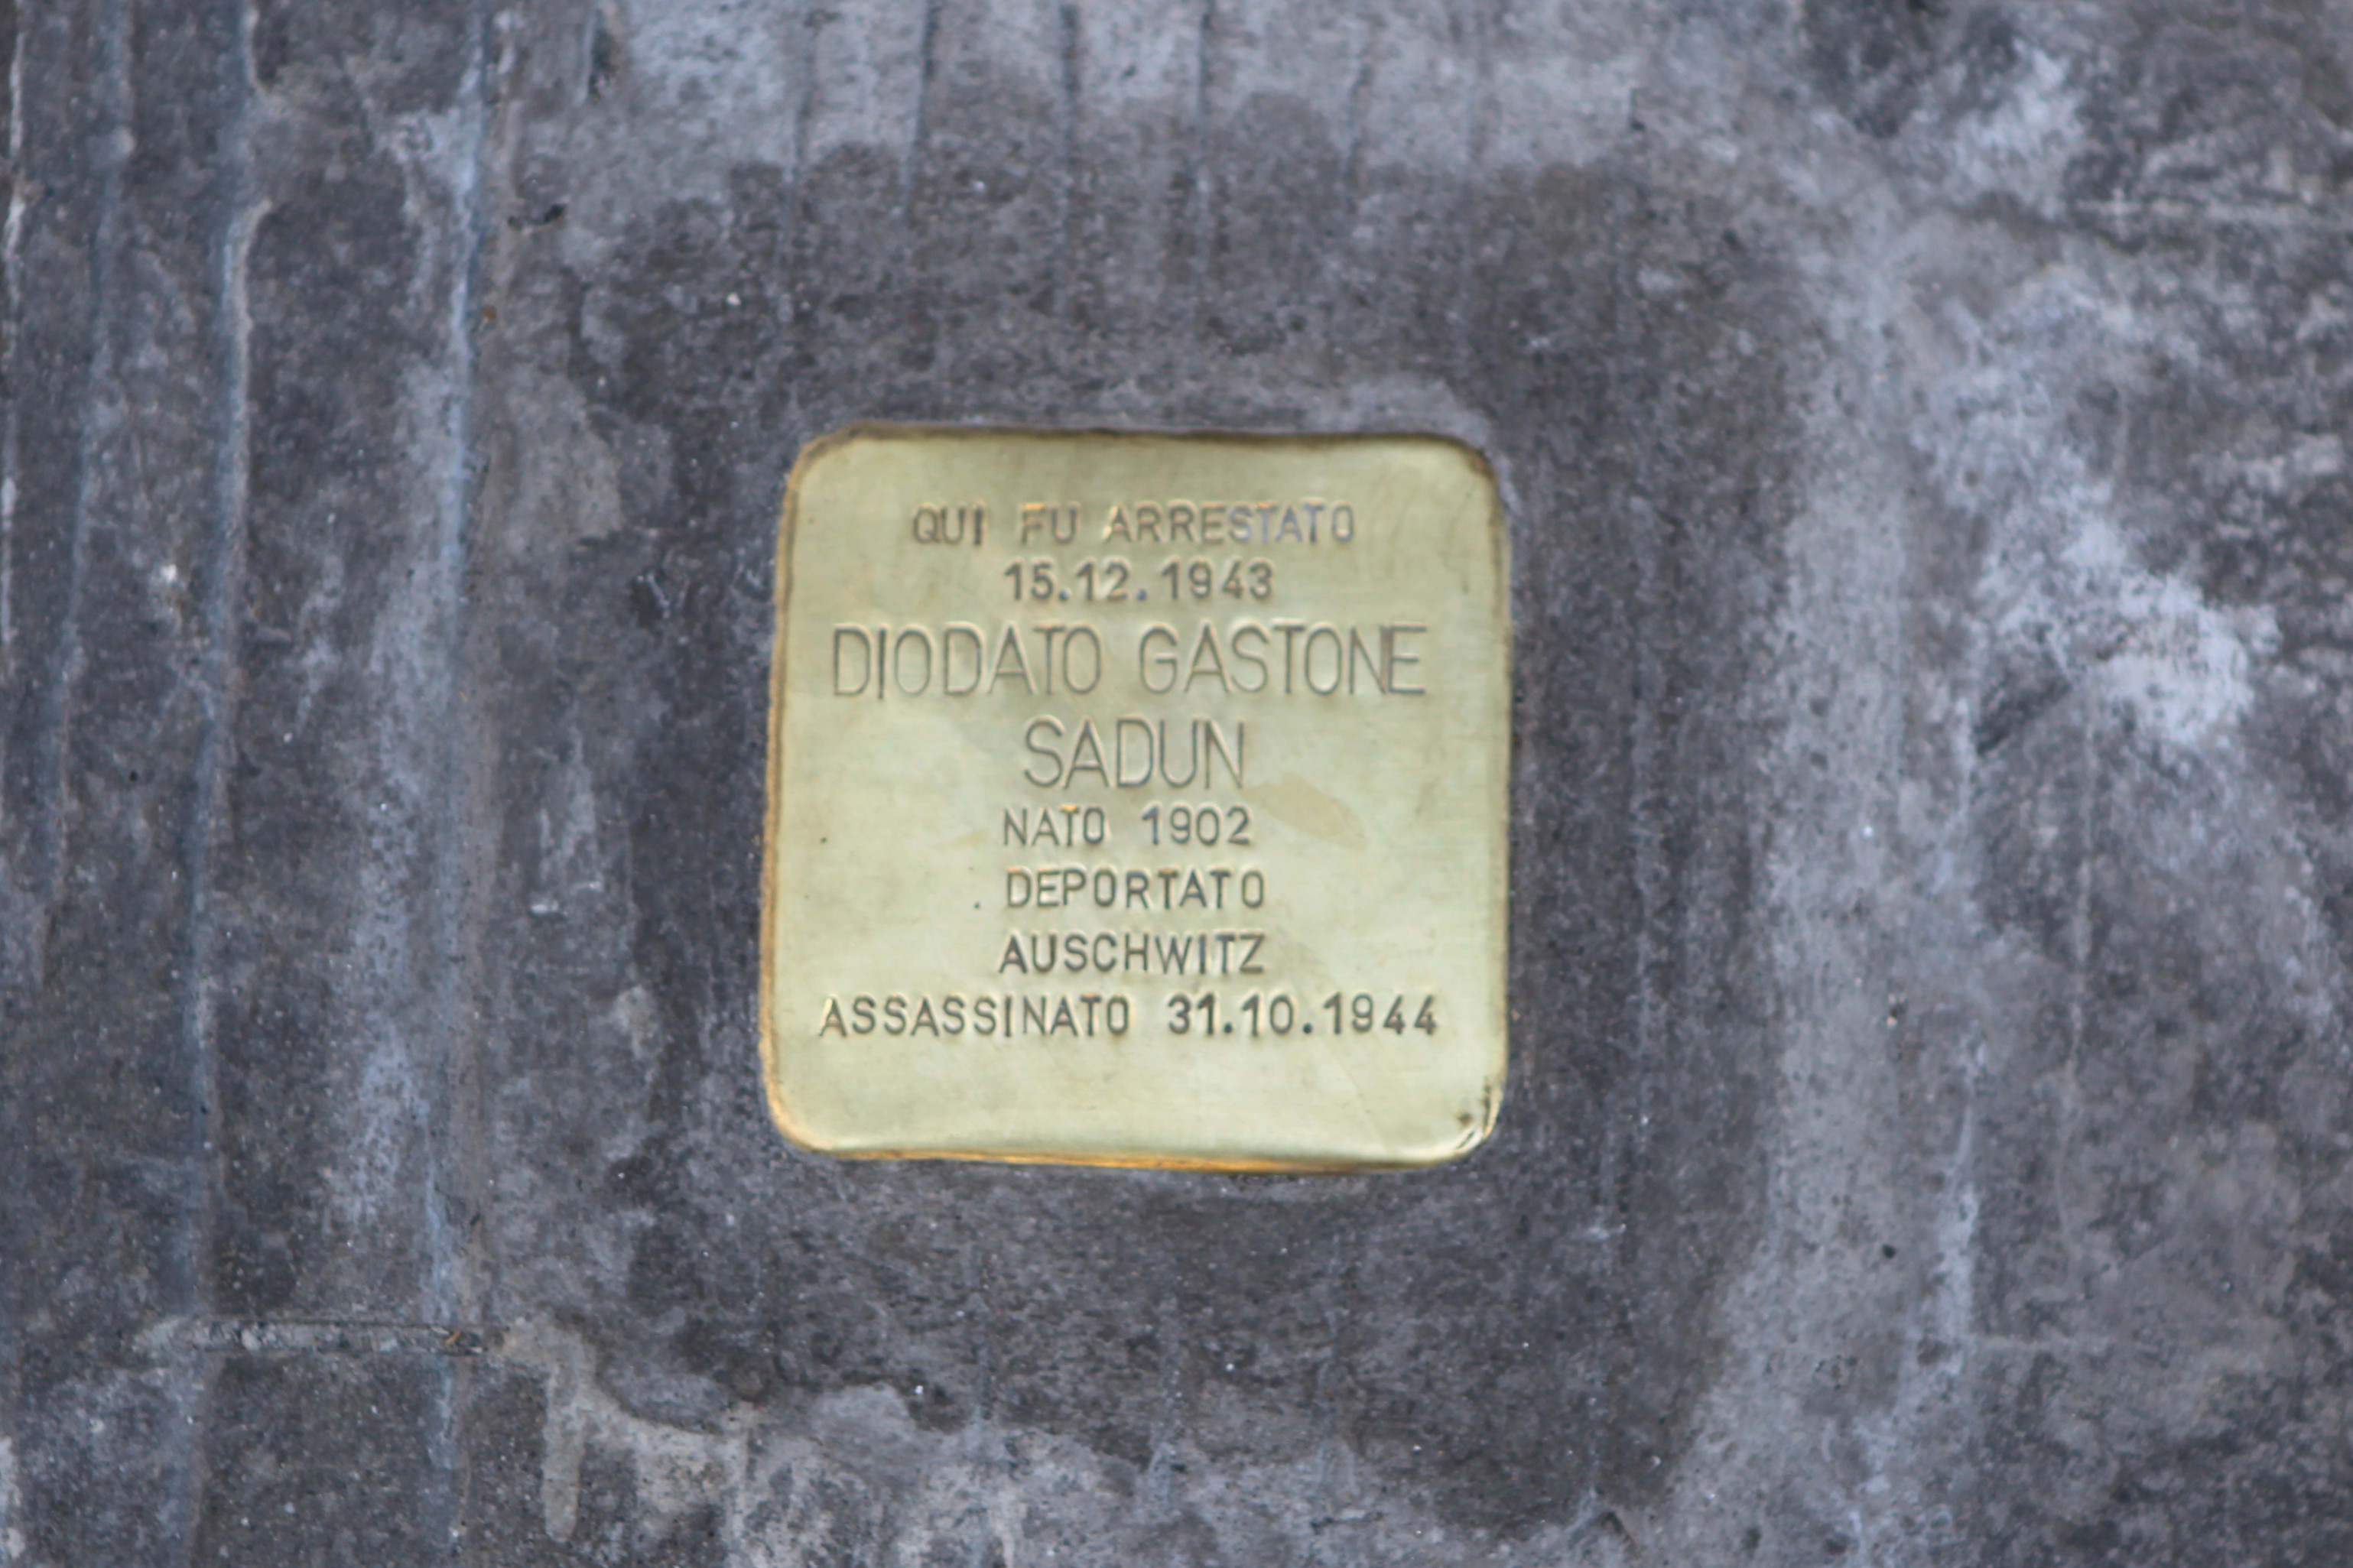 QUI FU ARRESTATO
15.12.1943
DIODATO GASTONE
SADUN
NATO 1902
DEPORTATO
AUSCHWITZ
ASSASSINATO 31.10.1944